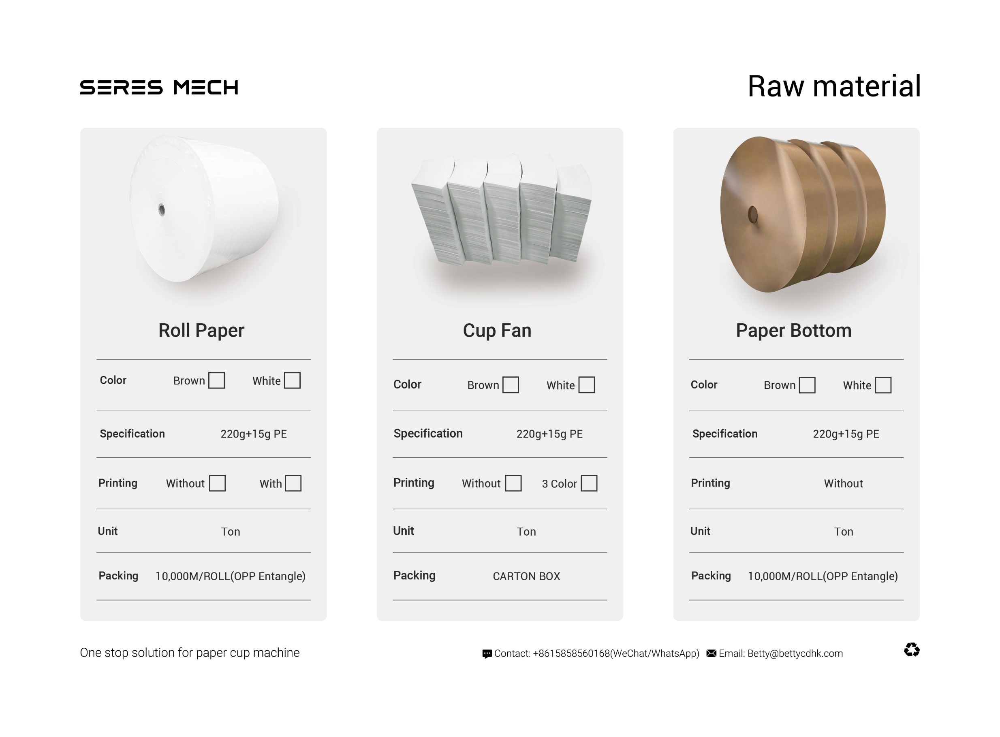 SERES MECH
Raw material
Roll Paper
Color Brown White
Specification 220g+15g PE
Printing Without With
Unit Ton
Packing 10,000M/ROLL(OPP Entangle)
Cup Fan
Color Brown White
Specification 220g+15g PE
Printing Without 3 Color
Unit Ton
Packing CARTON BOX
Paper Bottom
Color Brown White
Specification 220g+15g PE
Printing Without
Unit Ton
Packing 10,000M/ROLL(OPP Entangle)
One stop solution for paper cup machine
Contact: +8615858560168(WeChat/WhatsApp) Email: Betty@bettycdhk.com